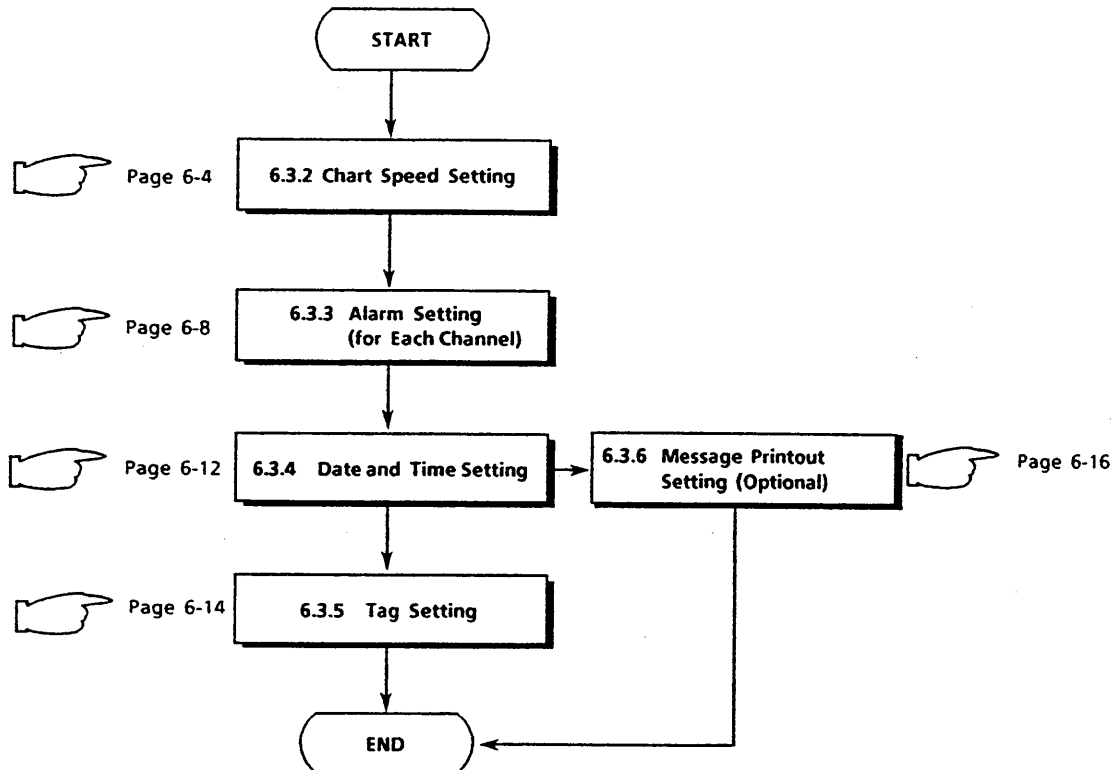 START
Page 6-4
6.3.2 Chart Speed Setting
Page 6-8
6.3.3 Alarm Setting
(for Each Channel)
Page 6-12
6.3.4 Date and Time Setting
6.3.6 Message Printout
Setting (Optional)
Page 6-16
Page 6-14
6.3.5 Tag Setting
END